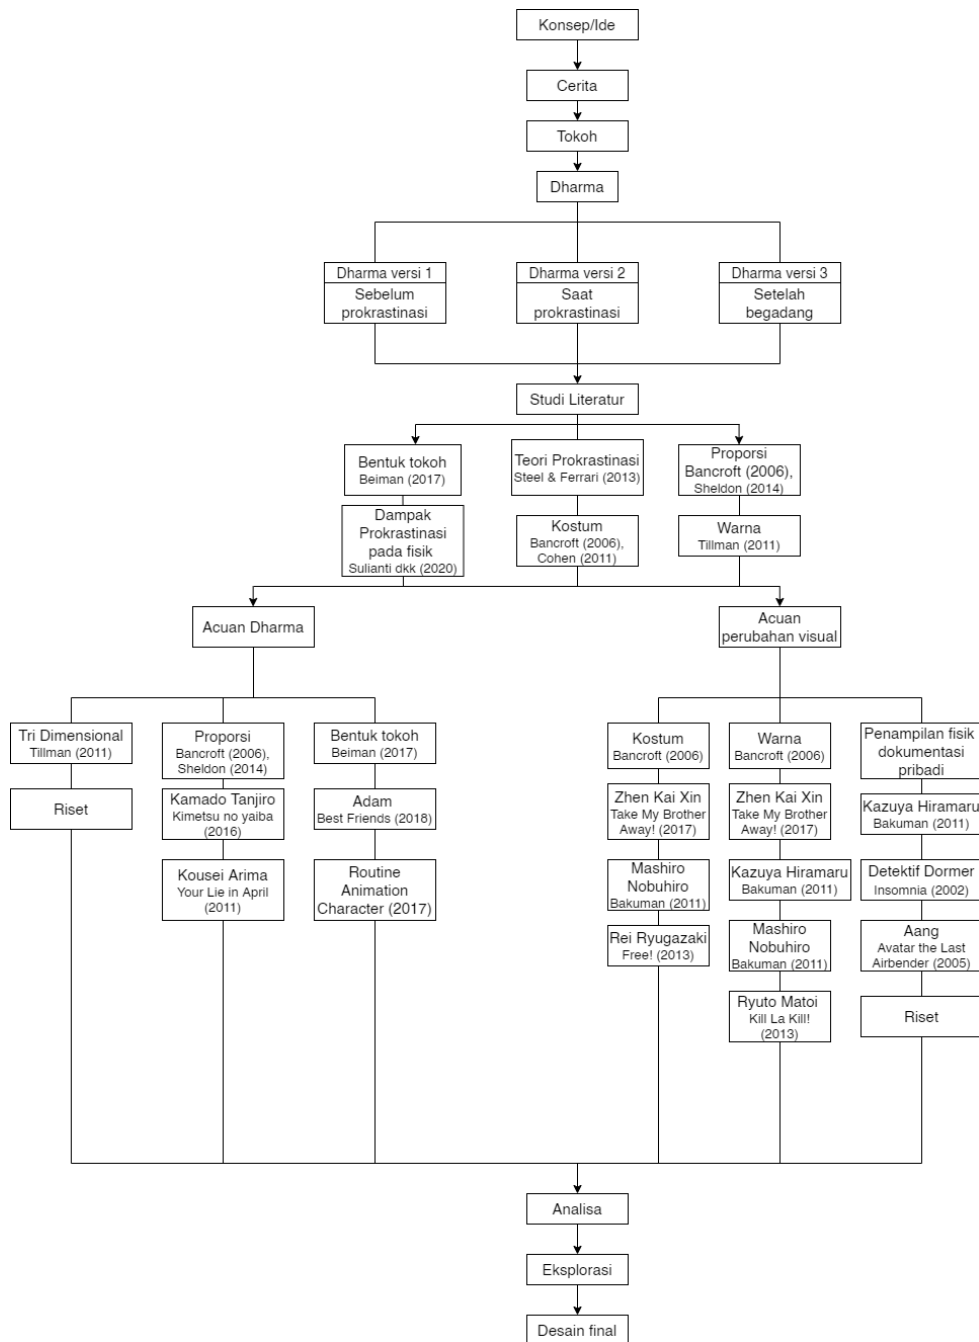 Konsep/Ide
Cerita
Tokoh
Dharma
Dharma versi 1
Sebelum
prokrastinasi
Dharma versi 2
Saat
prokrastinasi
Dharma versi 3
Setelah
begadang
Studi Literatur
Bentuk tokoh
Beiman (2017)
Teori Prokrastinasi
Steel & Ferrari (2013)
Proporsi
Bancroft (2006),
Sheldon (2014)
Dampak
Prokrastinasi
pada fisik
Sulianti dkk (2020)
Kostum
Bancroft (2006),
Cohen (2011)
Warna
Tillman (2011)
Acuan Dharma
Acuan
perubahan visual
Tri Dimensional
Tillman (2011)
Riset
Proporsi
Bancroft (2006),
Sheldon (2014)
Kamado Tanjiro
Kimetsu no yaiba
(2016)
Kousei Arima
Your Lie in April
(2011)
Bentuk tokoh
Beiman (2017)
Adam
Best Friends (2018)
Routine
Animation
Character (2017)
Kostum
Bancroft (2006)
Zhen Kai Xin
Take My Brother
Away! (2017)
Mashiro
Nobuhiro
Bakuman (2011)
Rei Ryugazaki
Free! (2013)
Warna
Bancroft (2006)
Zhen Kai Xin
Take My Brother
Away! (2017)
Kazuya Hiramaru
Bakuman (2011)
Mashiro
Nobuhiro
Bakuman (2011)
Ryuto Matoi
Kill La Kill!
(2013)
Penampilan fisik
dokumentasi
pribadi
Kazuya Hiramaru
Bakuman (2011)
Detektif Dormer
Insomnia (2002)
Aang
Avatar the Last
Airbender (2005)
Riset
Analisa
Eksplorasi
Desain final